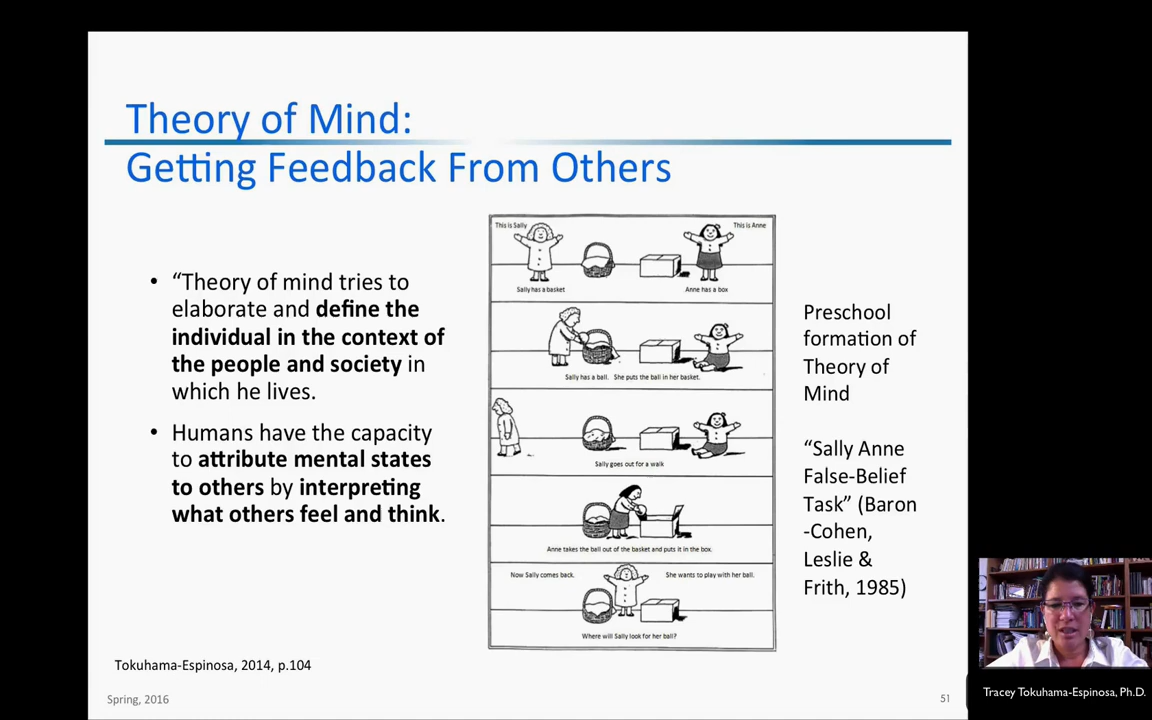 Theory of Mind:
Getting Feedback From Others
• “Theory of mind tries to
elaborate and define the
individual in the context of
the people and society in
which he lives.
• Humans have the capacity
to attribute mental states
to others by interpreting
what others feel and think.
This is Sally
This is Anne
Sally has a basket
Anne has a box
Sally has a ball. She puts the ball in her basket.
Sally goes out for a walk
Anne takes the ball out of the basket and puts it in the box.
Now Sally comes back.
She wants to play with her ball.
Where will Sally look for her ball?
Preschool
formation of
Theory of
Mind
“Sally Anne
False-Belief
Task” (Baron
-Cohen,
Leslie &
Frith, 1985)
Tokuhama-Espinosa, 2014, p.104
Spring, 2016
51
Tracey Tokuhama-Espinosa, Ph.D.